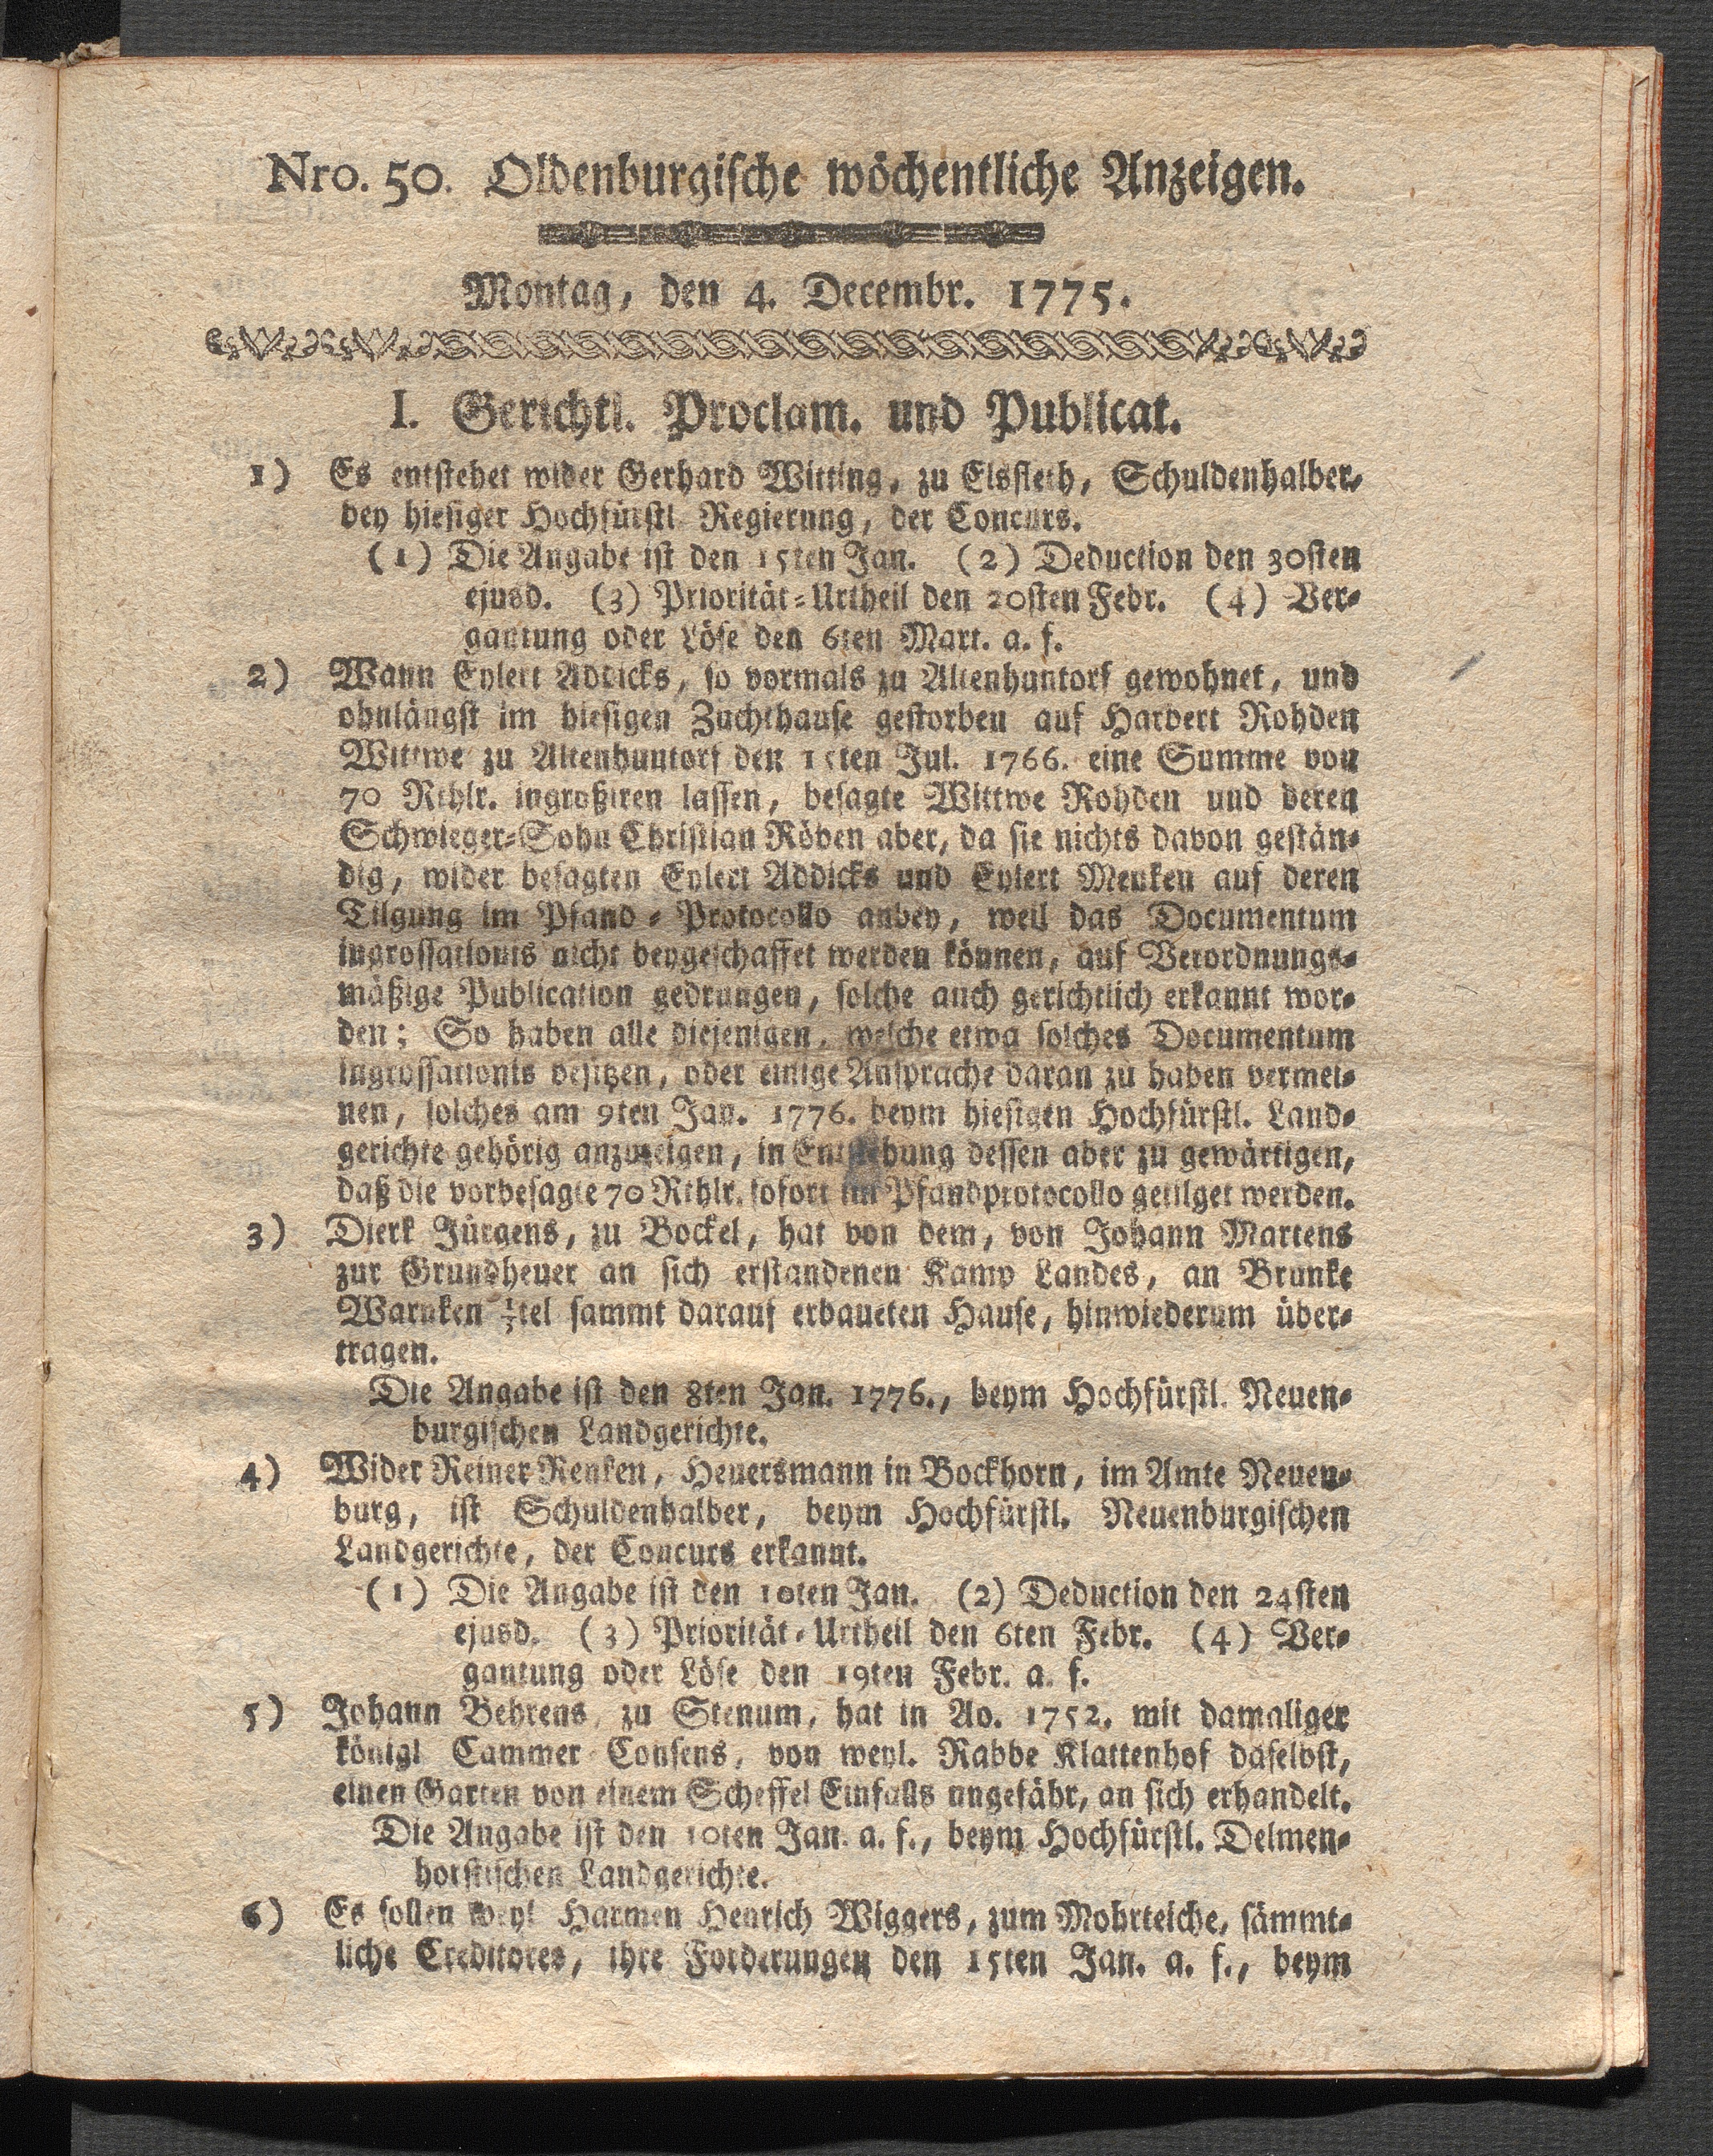 Nro. 50. Oldenburgische wöchentliche Anzeigen.
Montag, den 4. Decembr. 1775.
I. Gerichtl. Proclam. und Publicat.
1) Es entstehet wider Gerhard Witting, zu Elsfleth, Schuldenhalber,
bey hiesiger Hochfürstl. Regierung, der Concurs.
(1) Die Angabe ist den 15ten Jan. (2) Deduction den 30sten
ejusd. (3) Priorität-Urtheil den 20sten Febr. (4) Ver-
gantung oder Löse den 6ten Mart. a. f.
2) Wann Eylert Addicks, so vormals zu Altenhuntorf gewohnet, und
ohnlängst im hiesigen Zuchthause gestorben auf Harbert Rohden
Wittwe zu Altenhuntorf den 15ten Jul. 1766. eine Summe von
70 Rthlr. ingroßiren lassen, besagte Wittwe Rohden und deren
Schwieger-Sohn Christian Röben aber, da sie nichts davon gestän-
dig, wider besagten Eylert Addicks und Eylert Menken auf deren
Tilgung im Pfand-Protocollo anbey, weil das Documentum
ingrossationis nicht beygeschaffet werden können, auf Verordnungs-
mäßige Publication gedrungen, solche auch gerichtlich erkannt wor-
den; So haben alle diejenigen, welche etwa solches Documentum
ingrossationis besitzen, oder einige Ansprache daran zu haben vermei-
nen, solches am 9ten Jan. 1776. beym hiesigen Hochfürstl. Land-
gerichte gehörig anzuzeigen, in Entstehung dessen aber zu gewärtigen,
daß die vorbesagte 70 Rthlr. sofort im Pfandprotocollo getilget werden.
3) Dierk Jürgens, zu Bockel, hat von dem, von Johann Martens
zur Grundheuer an sich erstandenen Kamp Landes, an Brunke
Warnken ⅓tel sammt darauf erbaueten Hause, hinwiederum über-
tragen.
Die Angabe ist den 8ten Jan. 1776., beym Hochfürstl. Neuen-
burgischen Landgerichte.
4) Wider Reiner Renken, Heuersmann in Bockhorn, im Amte Neuen-
burg, ist Schuldenhalber, beym Hochfürstl. Neuenburgischen
Landgerichte, der Concurs erkannt.
(1) Die Angabe ist den 10ten Jan. (2) Deduction den 24sten
ejusd. (3) Priorität-Urtheil den 6ten Febr. (4) Ver-
gantung oder Löse den 19ten Febr. a. f.
5) Johann Behrens, zu Stenum, hat in Ao. 1752. mit damaliger
königl Cammer Consens, von weyl. Rabbe Klattenhof daselbst,
einen Garten von einem Scheffel Einfalls ungefähr, an sich erhandelt.
Die Angabe ist den 10ten Jan. a. f., beym Hochfürstl. Delmen-
horstischen Landgerichte.
6) Es sollen weyl Harmen Henrich Wiggers, zum Mohrteiche, sämmt-
liche Creditores, ihre Forderungen den 15ten Jan. a. f., beym